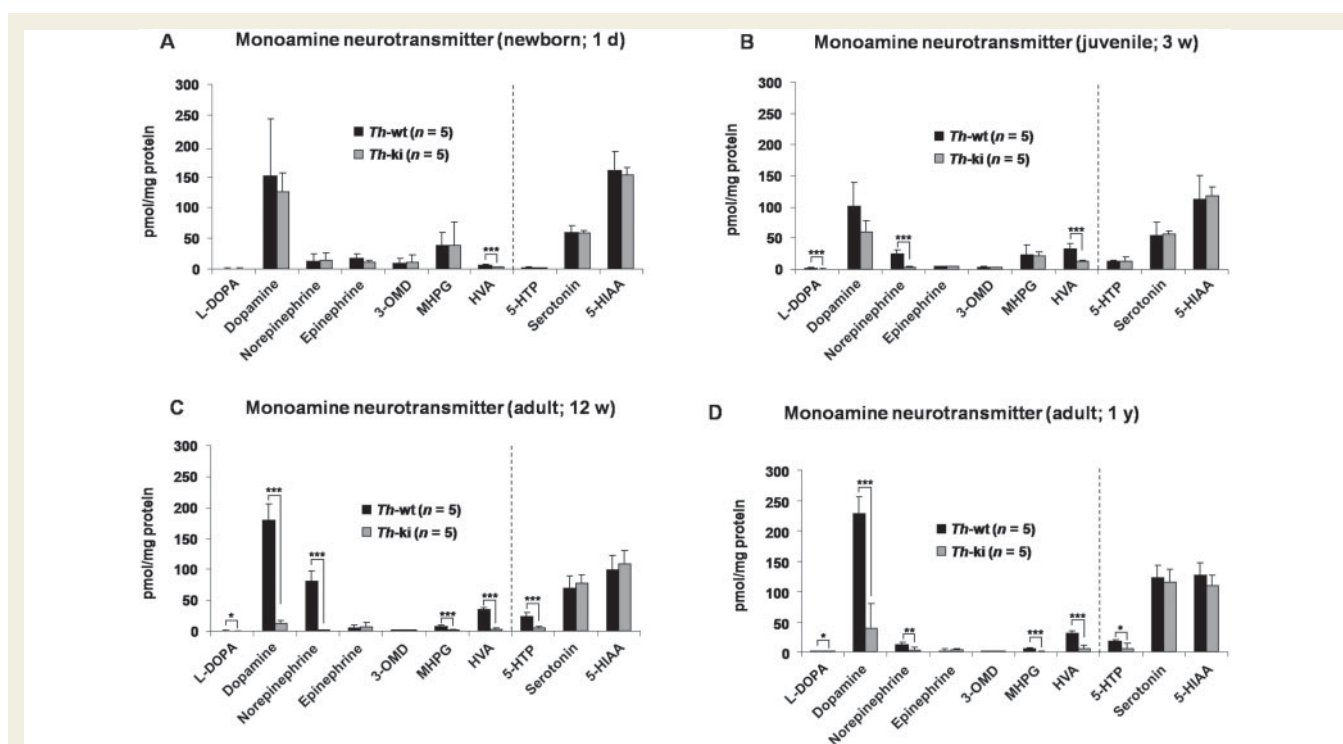 A Monoamine neurotransmitter (newborn; 1 d)
pmol/mg protein
300
250
200
150
100
50
0
Th-wt (n = 5)
Th-ki (n = 5)
***
L-DOPA
Dopamine
Norepinephrine
Epinephrine
3-OMD
MHPG
HVA
5-HTP
Serotonin
5-HIAA
B Monoamine neurotransmitter (juvenile; 3 w)
pmol/mg protein
300
250
200
150
100
50
0
Th-wt (n = 5)
Th-ki (n = 5)
***
***
***
L-DOPA
Dopamine
Norepinephrine
Epinephrine
3-OMD
MHPG
HVA
5-HTP
Serotonin
5-HIAA
C Monoamine neurotransmitter (adult; 12 w)
pmol/mg protein
300
250
200
150
100
50
0
Th-wt (n = 5)
Th-ki (n = 5)
*
***
***
***
***
***
L-DOPA
Dopamine
Norepinephrine
Epinephrine
3-OMD
MHPG
HVA
5-HTP
Serotonin
5-HIAA
D Monoamine neurotransmitter (adult; 1 y)
pmol/mg protein
300
250
200
150
100
50
0
Th-wt (n = 5)
Th-ki (n = 5)
*
***
**
***
***
*
L-DOPA
Dopamine
Norepinephrine
Epinephrine
3-OMD
MHPG
HVA
5-HTP
Serotonin
5-HIAA